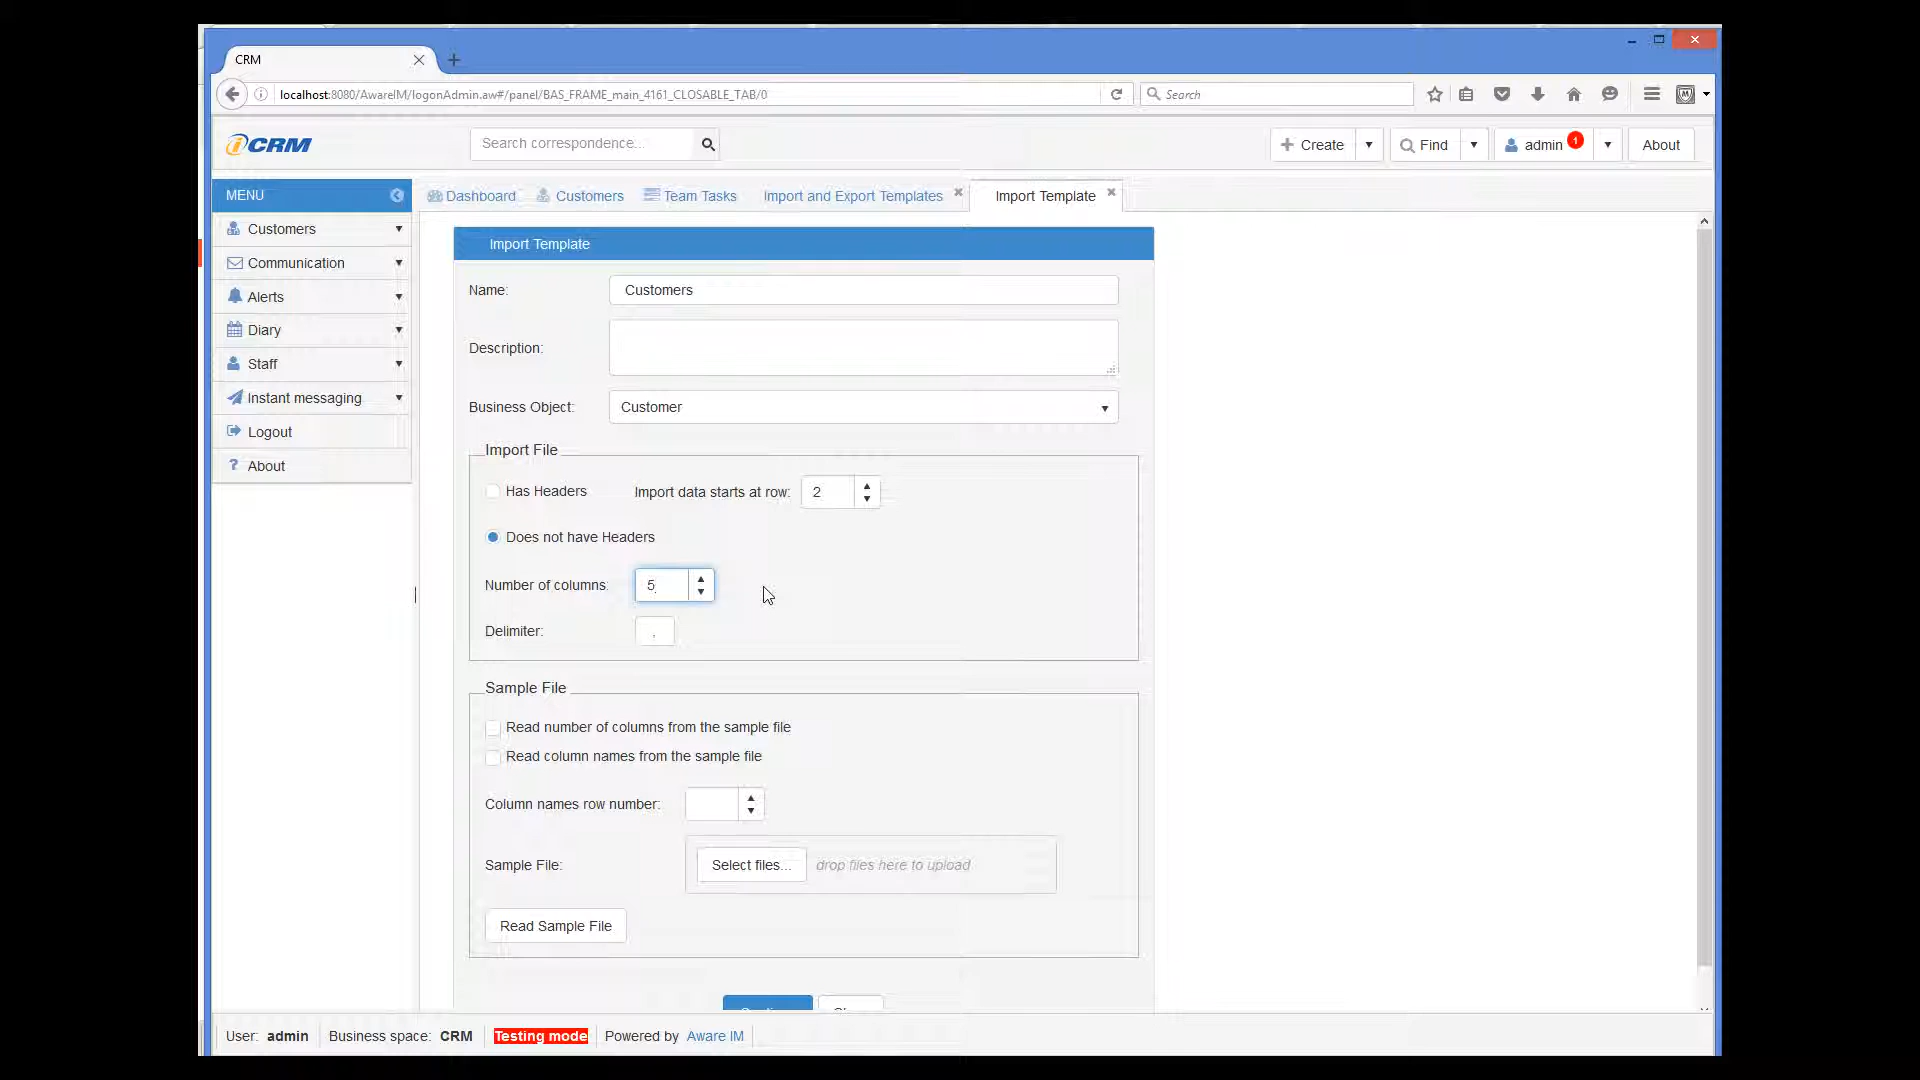 CRM
localhost:8080/AwareIM/logonAdmin.aw#/panel/BAS_FRAME_main_4161_CLOSABLE_TAB/0
Search
iCRM
Search correspondence...
Create
Find
admin
1
About
MENU
Dashboard
Customers
Team Tasks
Import and Export Templates
Import Template
Customers
Communication
Alerts
Diary
Staff
Instant messaging
Logout
? About
Import Template
Name: Customers
Description:
Business Object: Customer
Import File
Has Headers Import data starts at row: 2
Does not have Headers
Number of columns: 5
Delimiter: ,
Sample File
Read number of columns from the sample file
Read column names from the sample file
Column names row number:
Sample File: Select files... drop files here to upload
Read Sample File
User: admin Business space: CRM Testing mode Powered by Aware IM